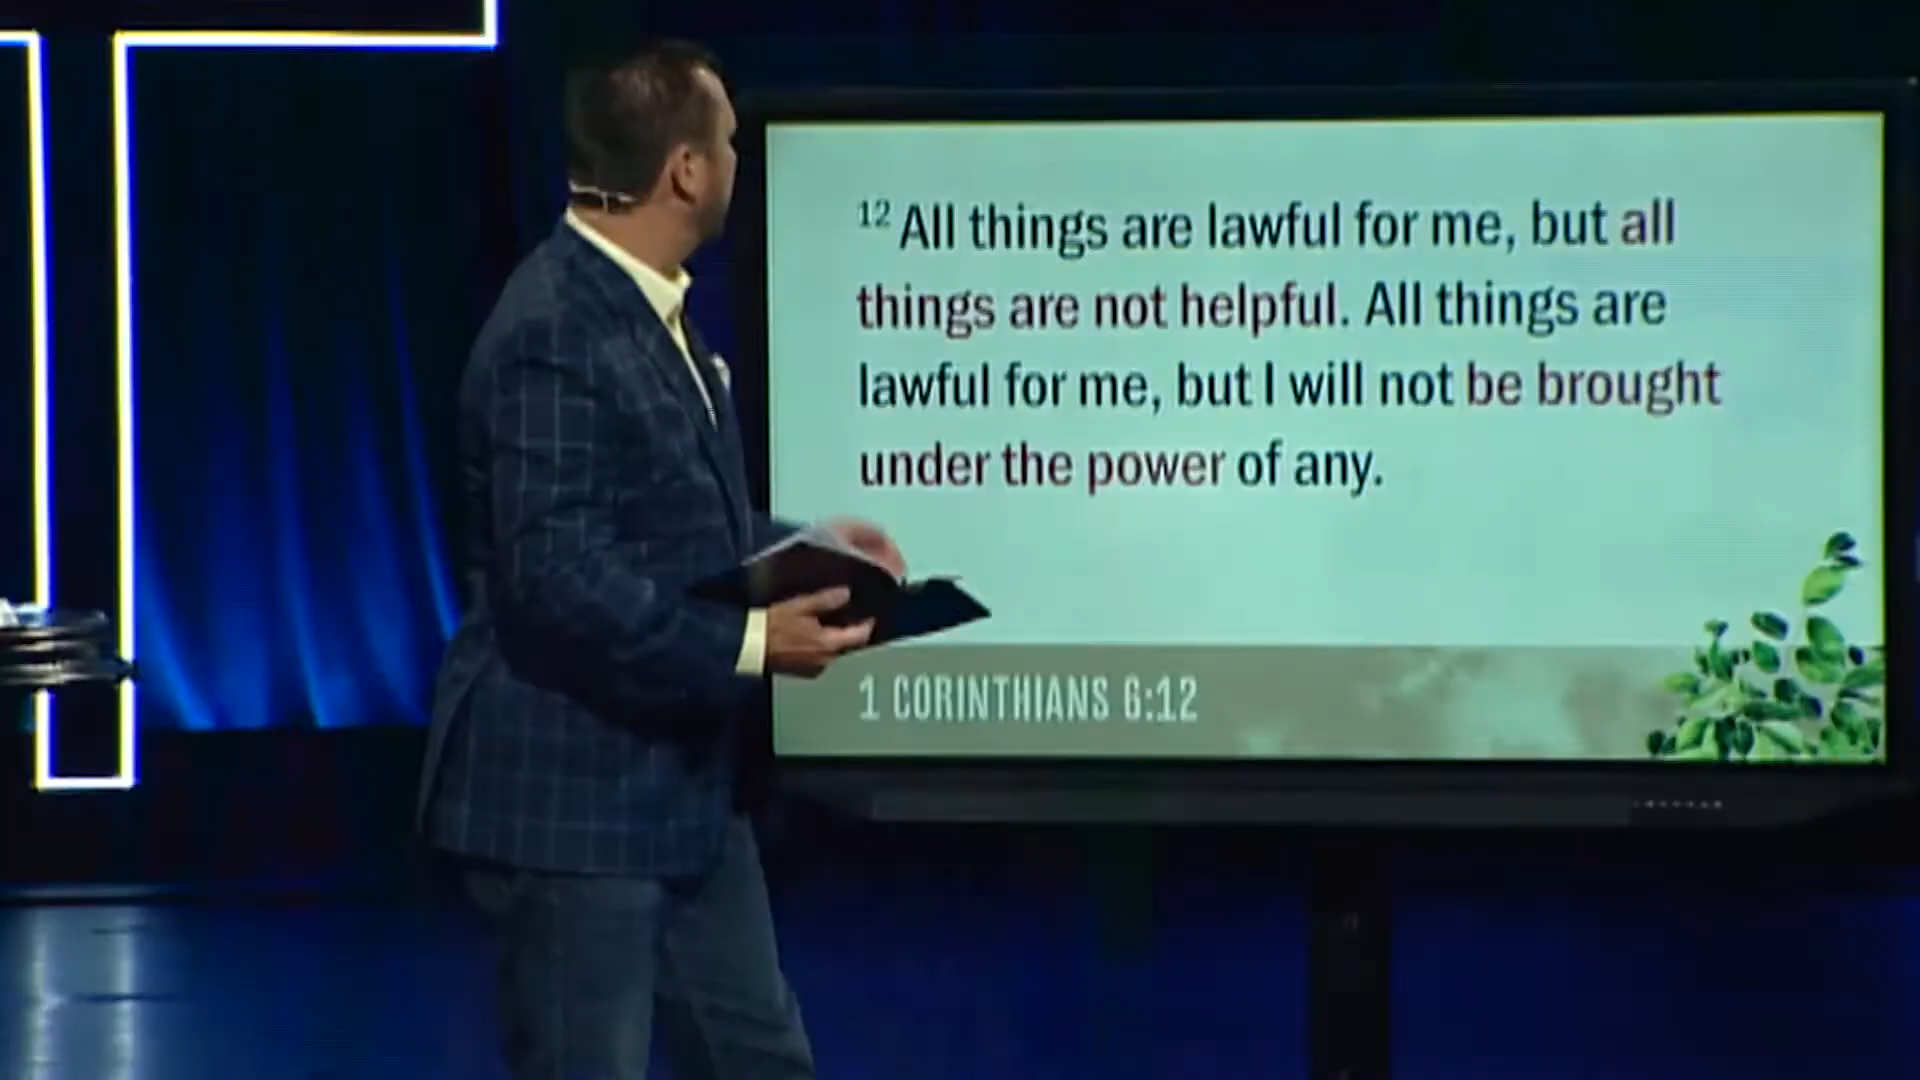 12 All things are lawful for me, but all
things are not helpful. All things are
lawful for me, but I will not be brought
under the power of any.
1 CORINTHIANS 6:12